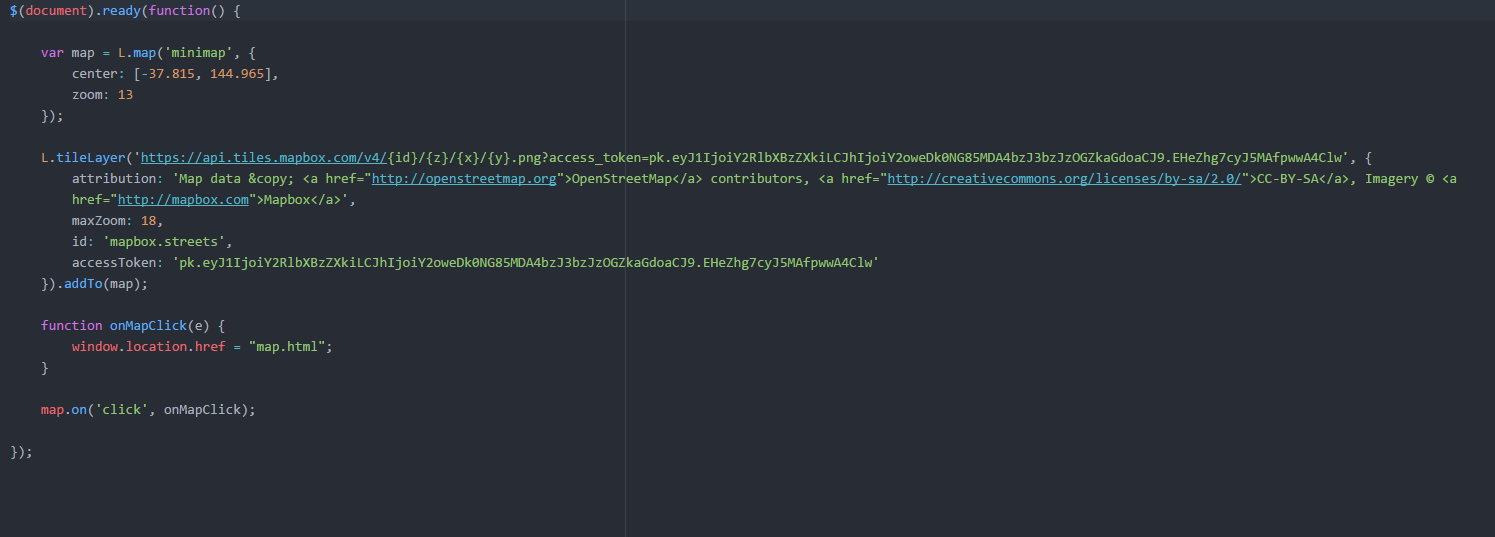 $(document).ready(function() {
var map = L.map('minimap', {
center: [-37.815, 144.965],
zoom: 13
});
L.tileLayer('https://api.tiles.mapbox.com/v4/{id}/{z}/{x}/{y}.png?access_token=pk.eyJ1IjoiY2RlbXBzZXkiLCJhIjoiY2oweDk0NG85MDA4bzJ3bzJzOGZkaGdoaCJ9.EHeZhg7cyJ5MAfpwwA4Clw', {
attribution: 'Map data &copy; <a href="http://openstreetmap.org">OpenStreetMap</a> contributors, <a href="http://creativecommons.org/licenses/by-sa/2.0/">CC-BY-SA</a>, Imagery © <a
href="http://mapbox.com">Mapbox</a>',
maxZoom: 18,
id: 'mapbox.streets',
accessToken: 'pk.eyJ1IjoiY2RlbXBzZXkiLCJhIjoiY2oweDk0NG85MDA4bzJ3bzJzOGZkaGdoaCJ9.EHeZhg7cyJ5MAfpwwA4Clw'
}).addTo(map);
function onMapClick(e) {
window.location.href = "map.html";
}
map.on('click', onMapClick);
});